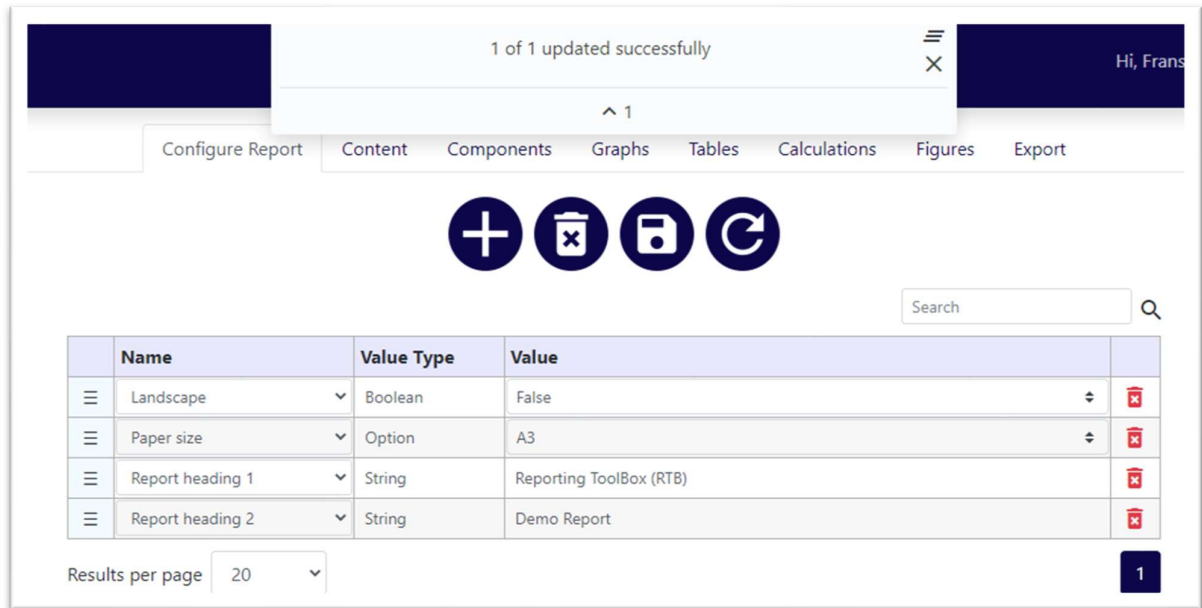 1 of 1 updated successfully
Hi, Frans
1
Configure Report Content Components Graphs Tables Calculations Figures Export
Search
Name Value Type Value
Landscape Boolean False
Paper size Option A3
Report heading 1 String Reporting ToolBox (RTB)
Report heading 2 String Demo Report
Results per page 20 1